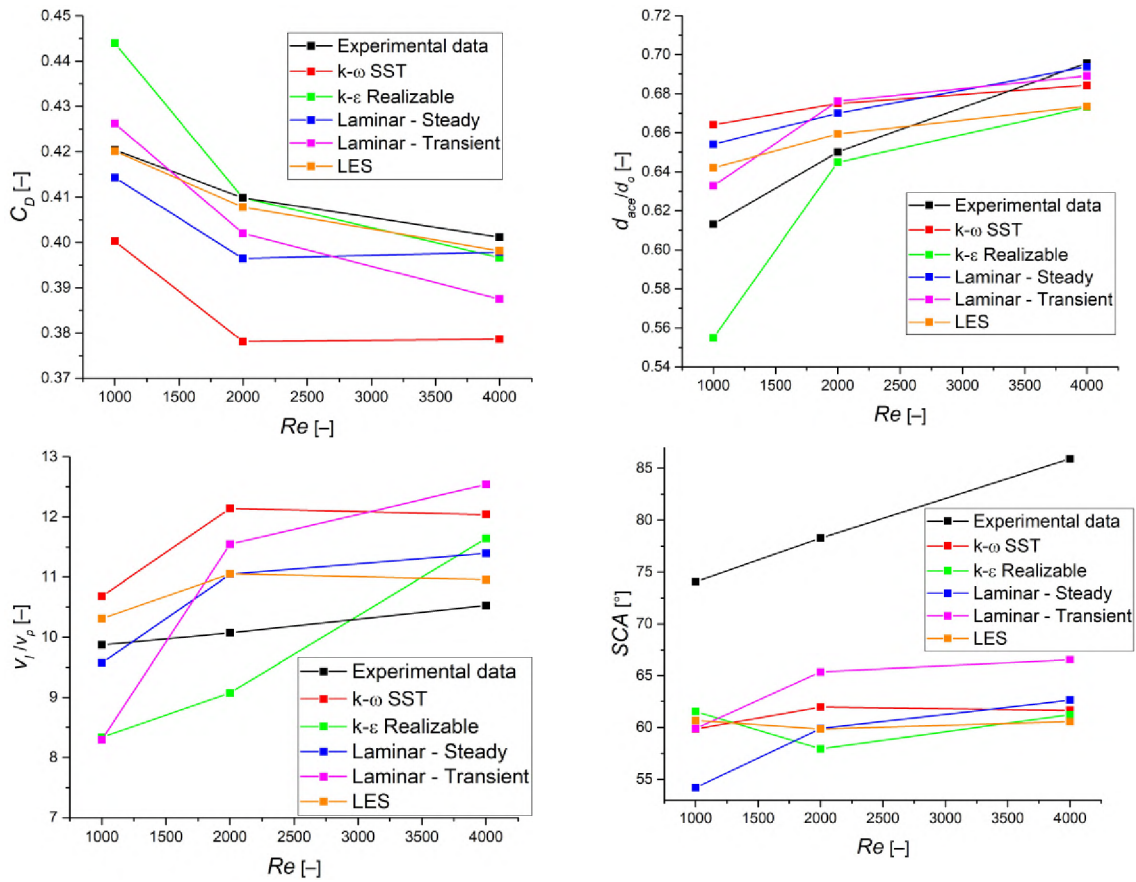 0.45
0.44
0.43
0.42
0.41
0.40
0.39
0.38
0.37
C_D [–]
Experimental data
k-ω SST
k-ε Realizable
Laminar - Steady
Laminar - Transient
LES
1000 1500 2000 2500 3000 3500 4000
Re [–]
0.72
0.70
0.68
0.66
0.64
0.62
0.60
0.58
0.56
0.54
d_ace/d_o [–]
Experimental data
k-ω SST
k-ε Realizable
Laminar - Steady
Laminar - Transient
LES
1000 1500 2000 2500 3000 3500 4000
Re [–]
13
12
11
10
9
8
7
v_l/v_p [–]
Experimental data
k-ω SST
k-ε Realizable
Laminar - Steady
Laminar - Transient
LES
1000 1500 2000 2500 3000 3500 4000
Re [–]
85
80
75
70
65
60
55
SCA [°]
Experimental data
k-ω SST
k-ε Realizable
Laminar - Steady
Laminar - Transient
LES
1000 1500 2000 2500 3000 3500 4000
Re [–]